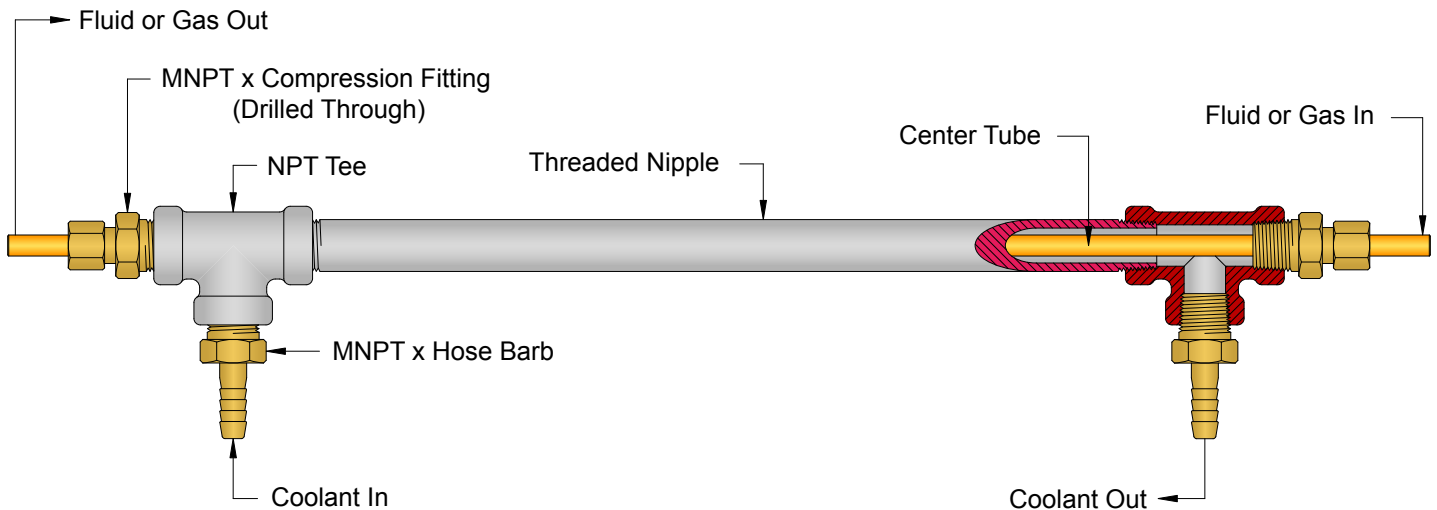 Fluid or Gas Out
MNPT x Compression Fitting
(Drilled Through)
Fluid or Gas In
Center Tube
Threaded Nipple
NPT Tee
MNPT x Hose Barb
Coolant In
Coolant Out